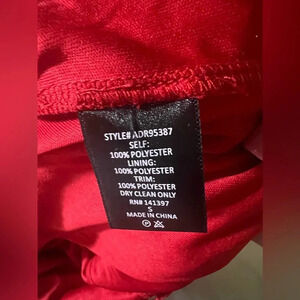 STYLE# ADR95387
SELF:
100% POLYESTER
LINING:
100% POLYESTER
TRIM:
100% POLYESTER
DRY CLEAN ONLY
RN# 141397
S
MADE IN CHINA